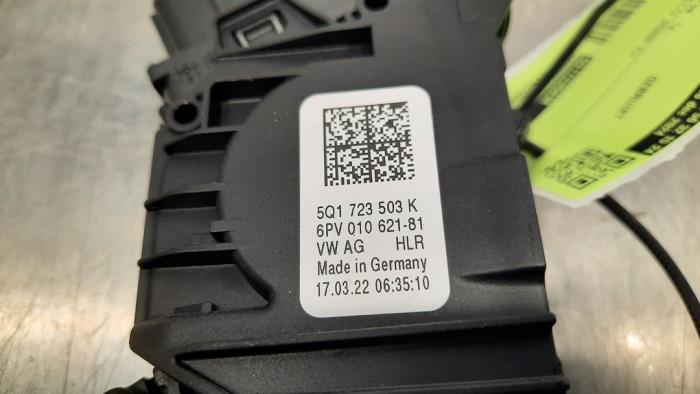 5Q1 723 503 K
6PV 010 621-81
VW AG HLR
Made in Germany
17.03.22 06:35:10
GEBRUIKT